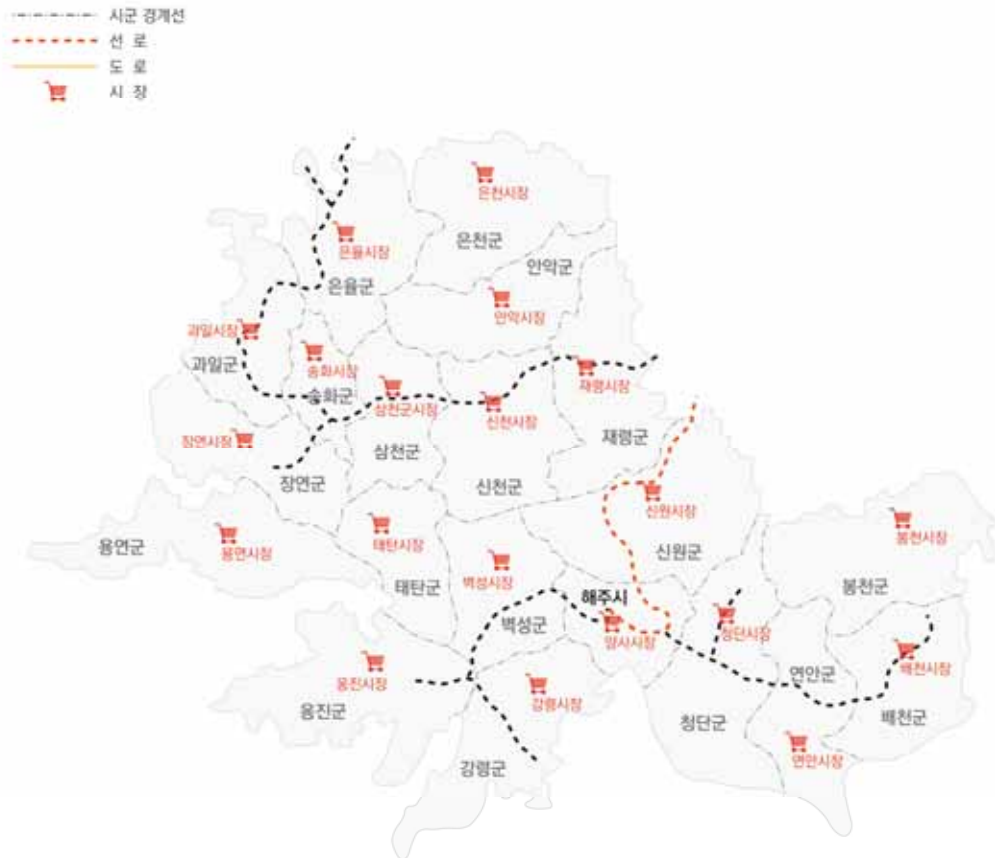 시군 경계선
선 로
도 로
시 장
은천시장
은천군
은율시장
안악군
은율군
안악시장
과일시장
송화시장
과일군
재령시장
송화군
삼천군시장
신천시장
장연시장
재령군
삼천군
장연군
신천군
신원시장
봉천시장
용연시장
태탄시장
용연군
신원군
벽성시장
태탄군
봉천군
해주시
벽성군
양사시장
청단시장
연안군
배천시장
옹진시장
강령시장
옹진군
청단군
배천군
연안시장
강령군